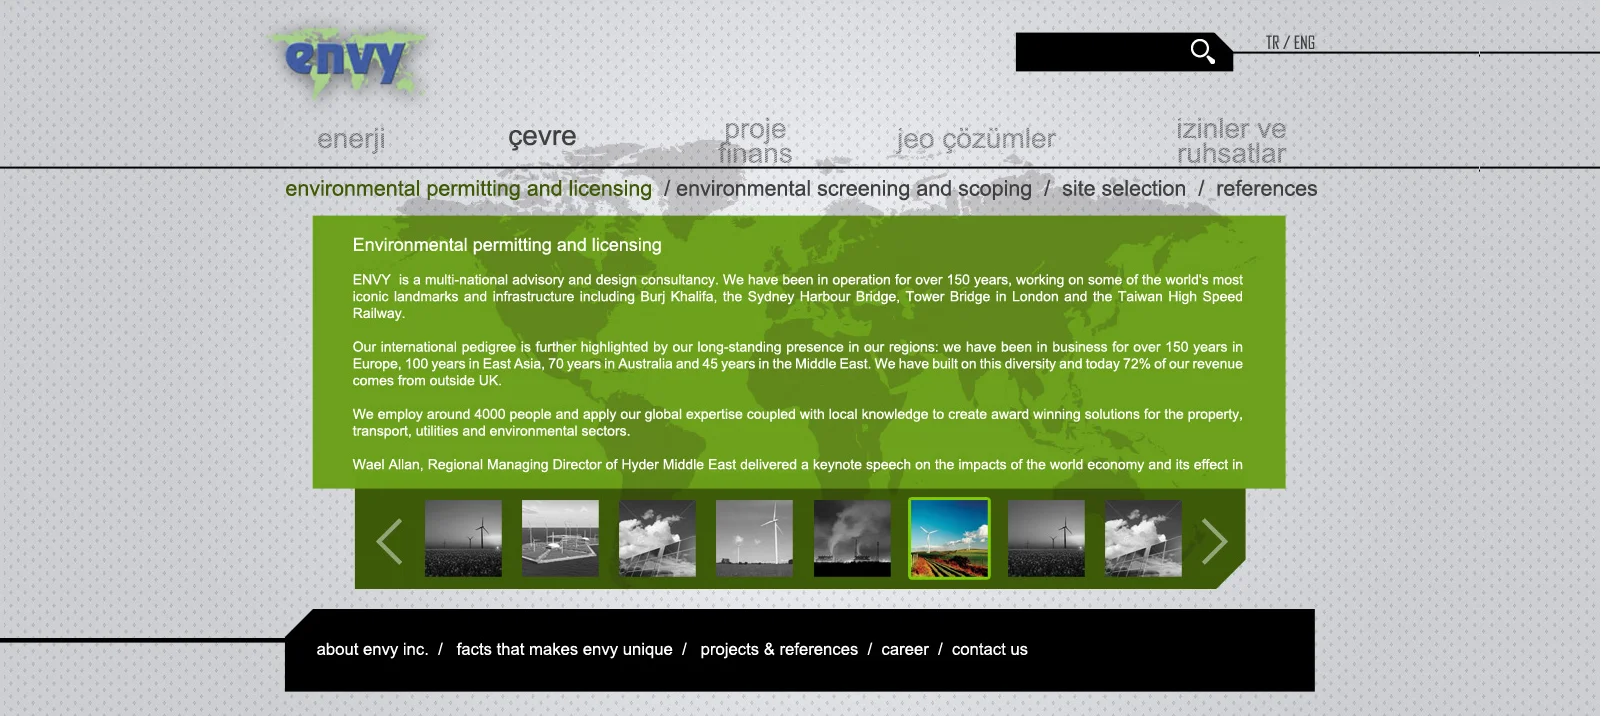 envy
TR / ENG
enerji
çevre
proje
finans
jeo çözümler
izinler ve
ruhsatlar
environmental permitting and licensing / environmental screening and scoping / site selection / references
Environmental permitting and licensing
ENVY is a multi-national advisory and design consultancy. We have been in operation for over 150 years, working on some of the world's most
iconic landmarks and infrastructure including Burj Khalifa, the Sydney Harbour Bridge, Tower Bridge in London and the Taiwan High Speed
Railway.
Our international pedigree is further highlighted by our long-standing presence in our regions: we have been in business for over 150 years in
Europe, 100 years in East Asia, 70 years in Australia and 45 years in the Middle East. We have built on this diversity and today 72% of our revenue
comes from outside UK.
We employ around 4000 people and apply our global expertise coupled with local knowledge to create award winning solutions for the property,
transport, utilities and environmental sectors.
Wael Allan, Regional Managing Director of Hyder Middle East delivered a keynote speech on the impacts of the world economy and its effect in
about envy inc. / facts that makes envy unique / projects & references / career / contact us